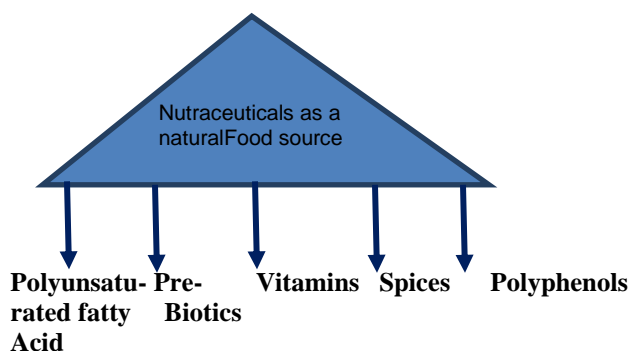 Nutraceuticals as a
naturalFood source
Polyunsatu- Pre- Vitamins Spices Polyphenols
rated fatty Biotics
Acid